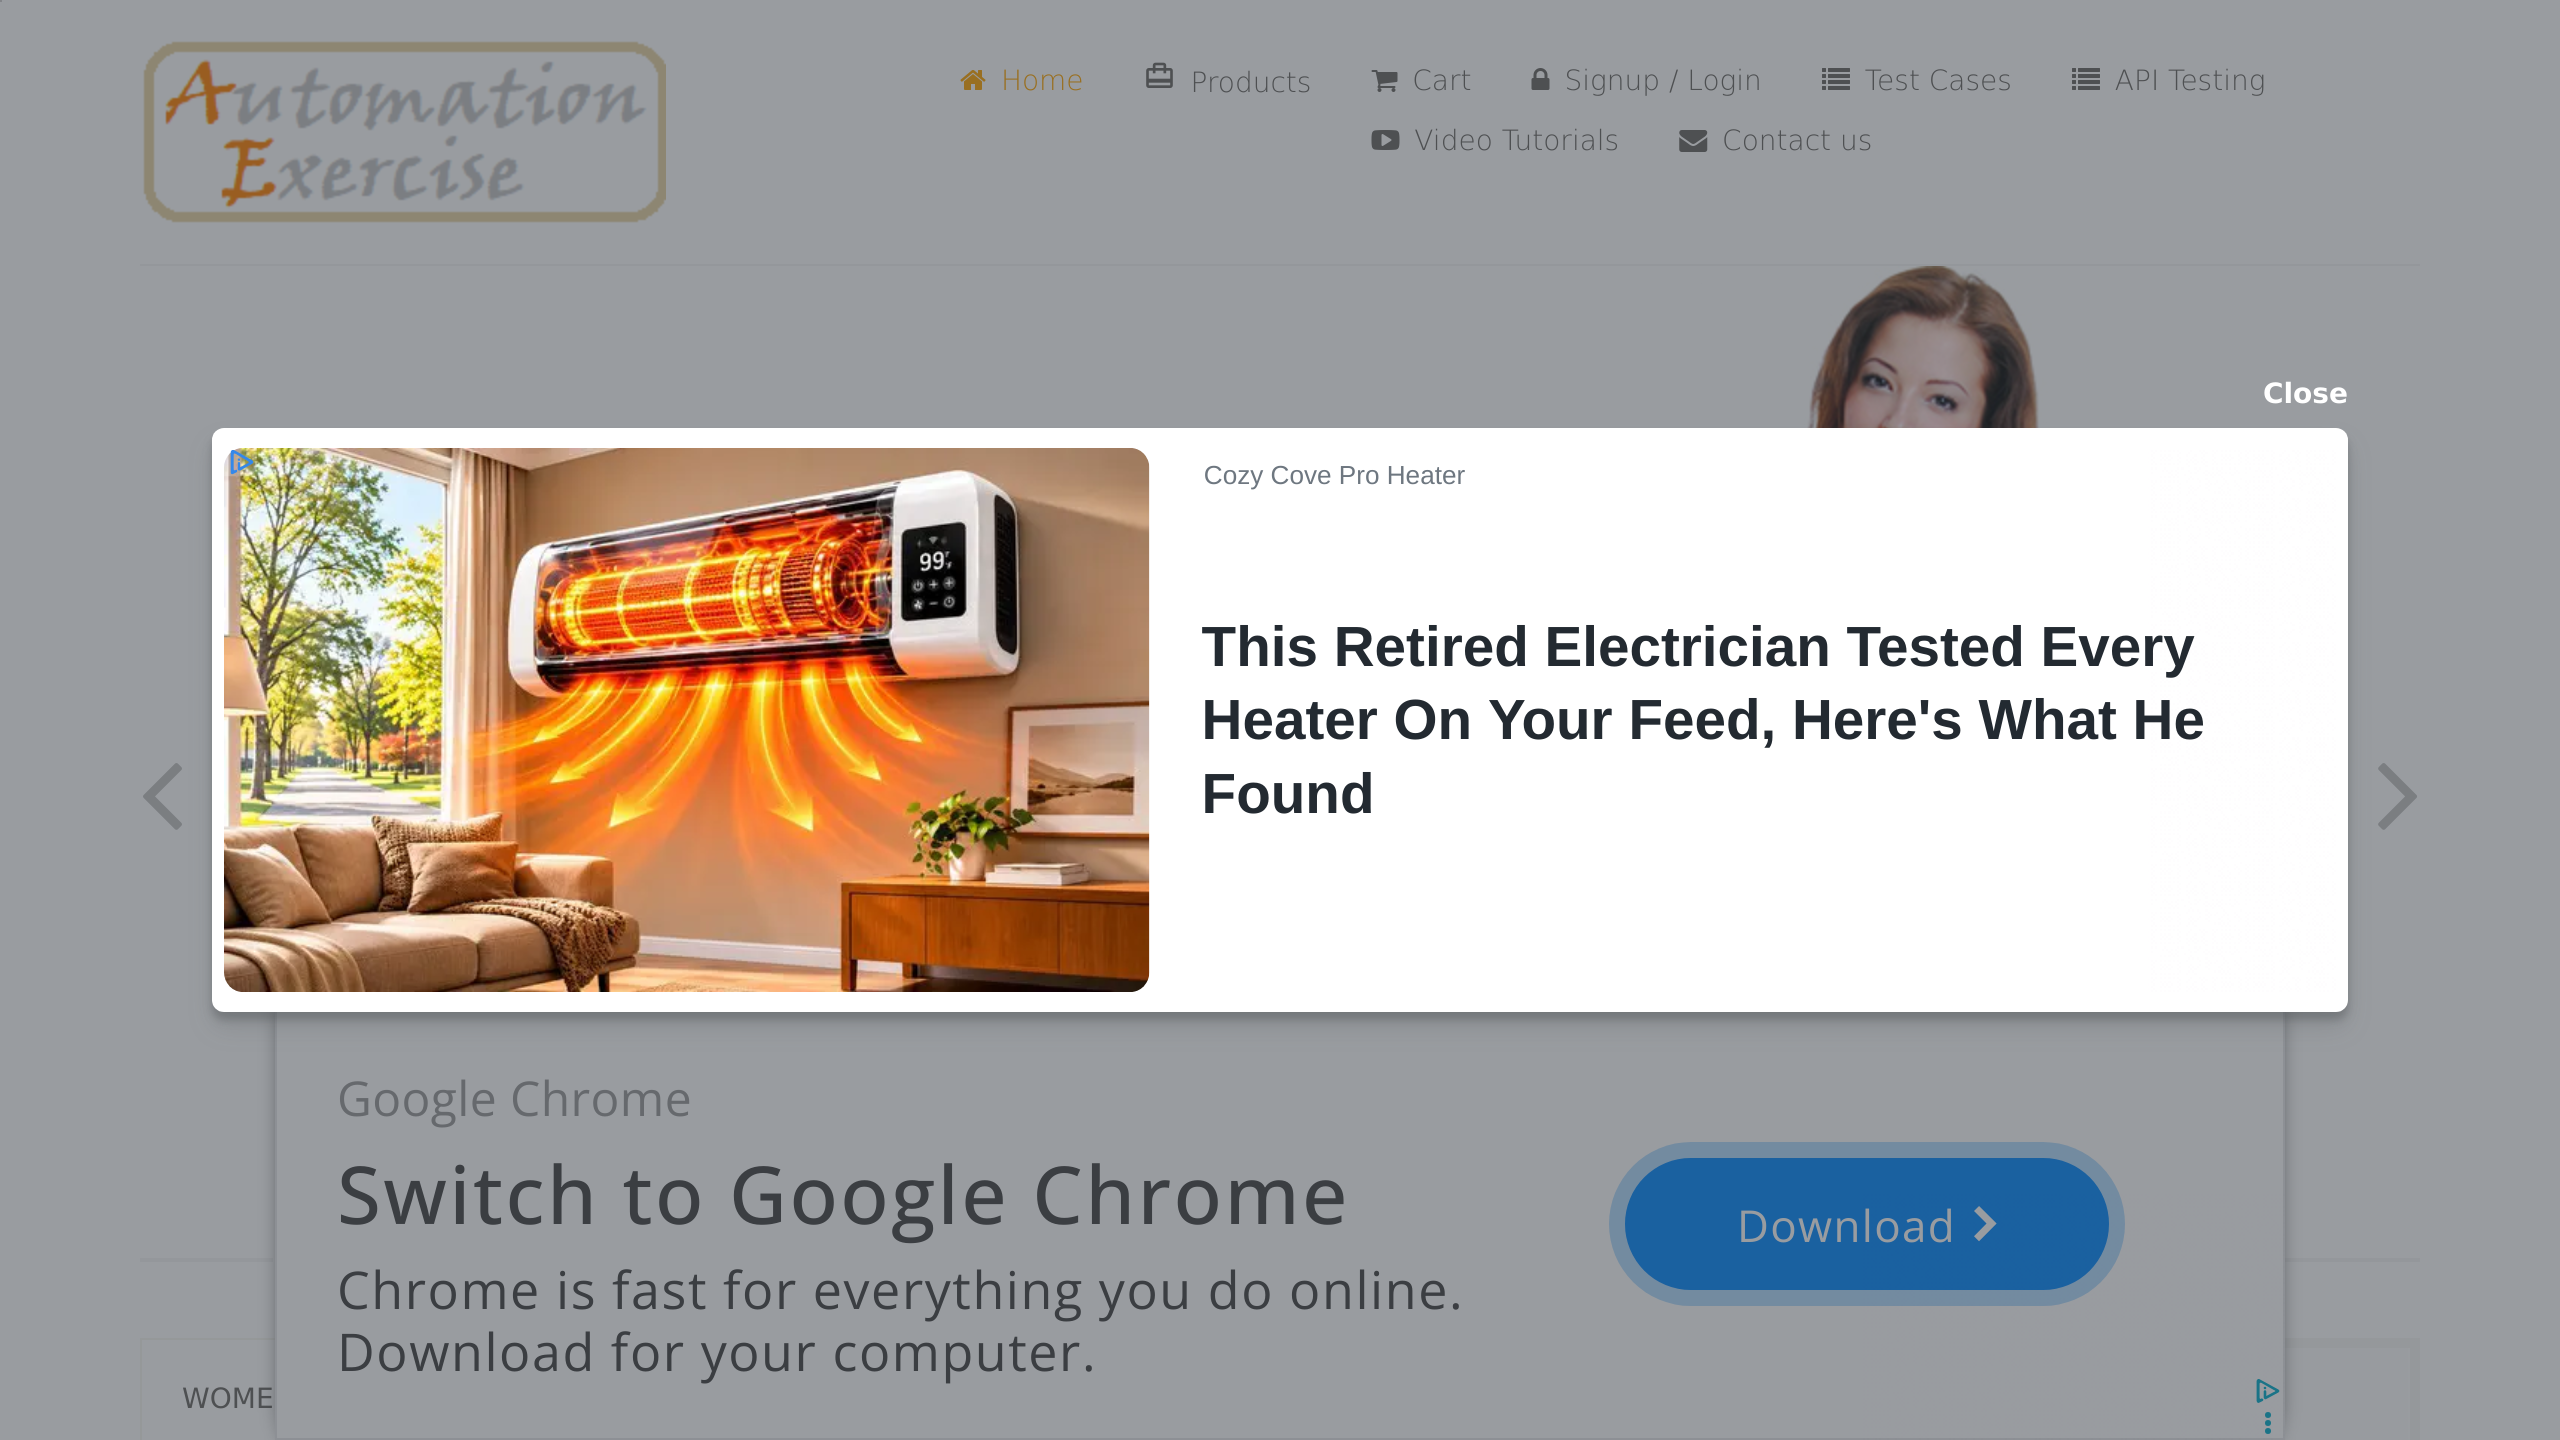 Automation
Exercise
Home
Products
Cart
Signup / Login
Test Cases
API Testing
Video Tutorials
Contact us
Close
Cozy Cove Pro Heater
99°F
This Retired Electrician Tested Every
Heater On Your Feed, Here's What He
Found
Google Chrome
Switch to Google Chrome
Chrome is fast for everything you do online.
Download for your computer.
Download
WOME